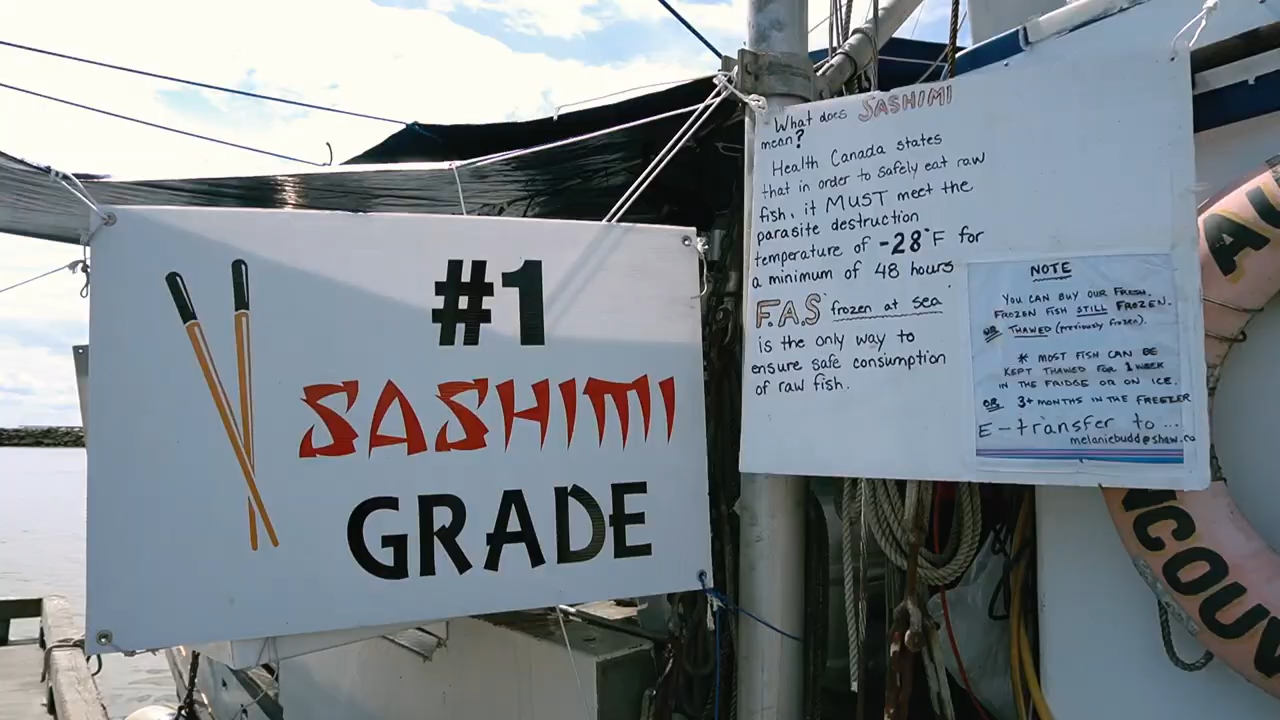 #1
SASHIMI
GRADE
What does SASHIMI
mean?
Health Canada states
that in order to safely eat raw
fish, it MUST meet the
parasite destruction
temperature of -28°F for
a minimum of 48 hours
FAS frozen at sea
is the only way to
ensure safe consumption
of raw fish.
NOTE
YOU CAN BUY OUR FRESH,
FROZEN FISH STILL FROZEN.
OR THAWED (previously frozen).
* MOST FISH CAN BE
KEPT THAWED FOR 1 WEEK
IN THE FRIDGE OR ON ICE.
OR 3+ MONTHS IN THE FREEZER
E-transfer to...
melaniebudd@shaw.ca
NCOUV